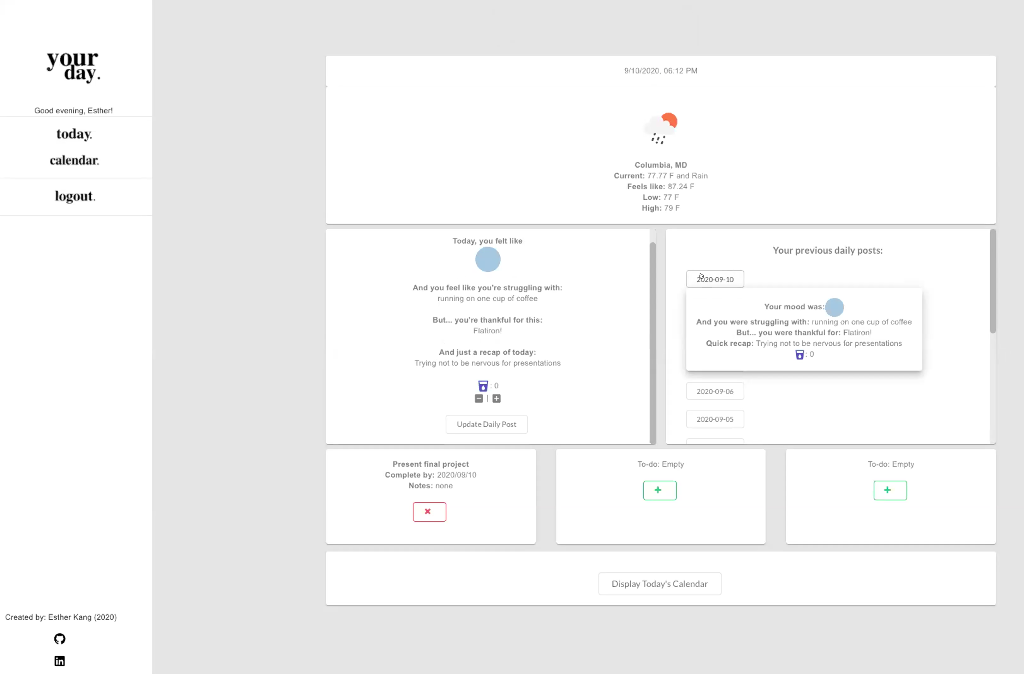 your
day.
Good evening, Esther!
today.
calendar.
logout.
Created by: Esther Kang (2020)
9/10/2020, 06:12 PM
Columbia, MD
Current: 77.77 F and Rain
Feels like: 87.24 F
Low: 77 F
High: 79 F
Today, you felt like
And you feel like you're struggling with:
running on one cup of coffee
But... you're thankful for this:
Flatiron!
And just a recap of today:
Trying not to be nervous for presentations
: 0
|
Update Daily Post
Your previous daily posts:
2020-09-10
Your mood was:
And you were struggling with: running on one cup of coffee
But... you were thankful for: Flatiron!
Quick recap: Trying not to be nervous for presentations
: 0
2020-09-06
2020-09-05
Present final project
Complete by: 2020/09/10
Notes: none
To-do: Empty
+
To-do: Empty
+
Display Today's Calendar